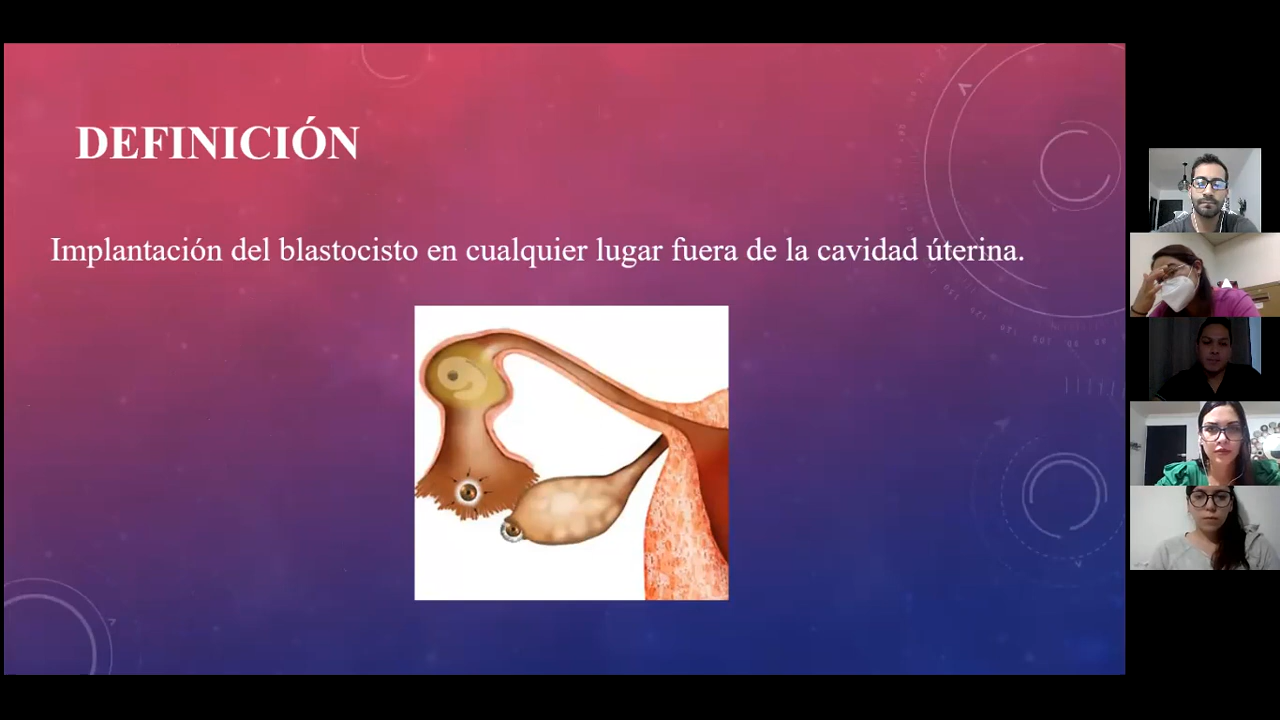 DEFINICIÓN
Implantación del blastocisto en cualquier lugar fuera de la cavidad úterina.